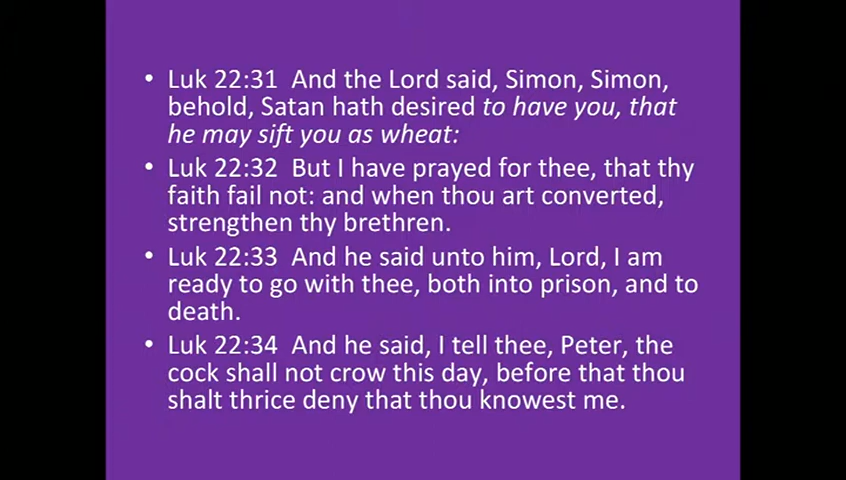 • Luk 22:31  And the Lord said, Simon, Simon,
behold, Satan hath desired to have you, that
he may sift you as wheat:
• Luk 22:32  But I have prayed for thee, that thy
faith fail not: and when thou art converted,
strengthen thy brethren.
• Luk 22:33  And he said unto him, Lord, I am
ready to go with thee, both into prison, and to
death.
• Luk 22:34  And he said, I tell thee, Peter, the
cock shall not crow this day, before that thou
shalt thrice deny that thou knowest me.